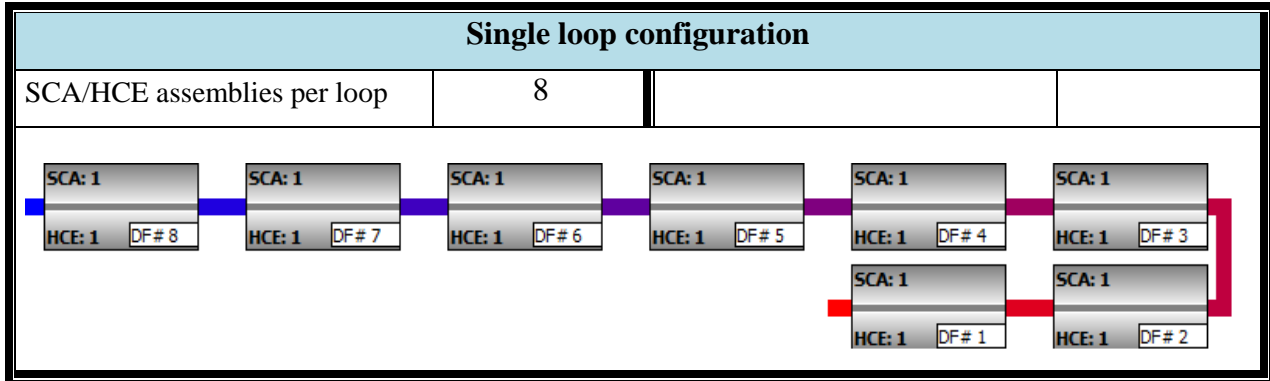 Single loop configuration
SCA/HCE assemblies per loop 8
SCA: 1 SCA: 1 SCA: 1 SCA: 1 SCA: 1 SCA: 1
HCE: 1 DF# 8 HCE: 1 DF# 7 HCE: 1 DF# 6 HCE: 1 DF# 5 HCE: 1 DF# 4 HCE: 1 DF# 3
SCA: 1 SCA: 1
HCE: 1 DF# 1 HCE: 1 DF# 2